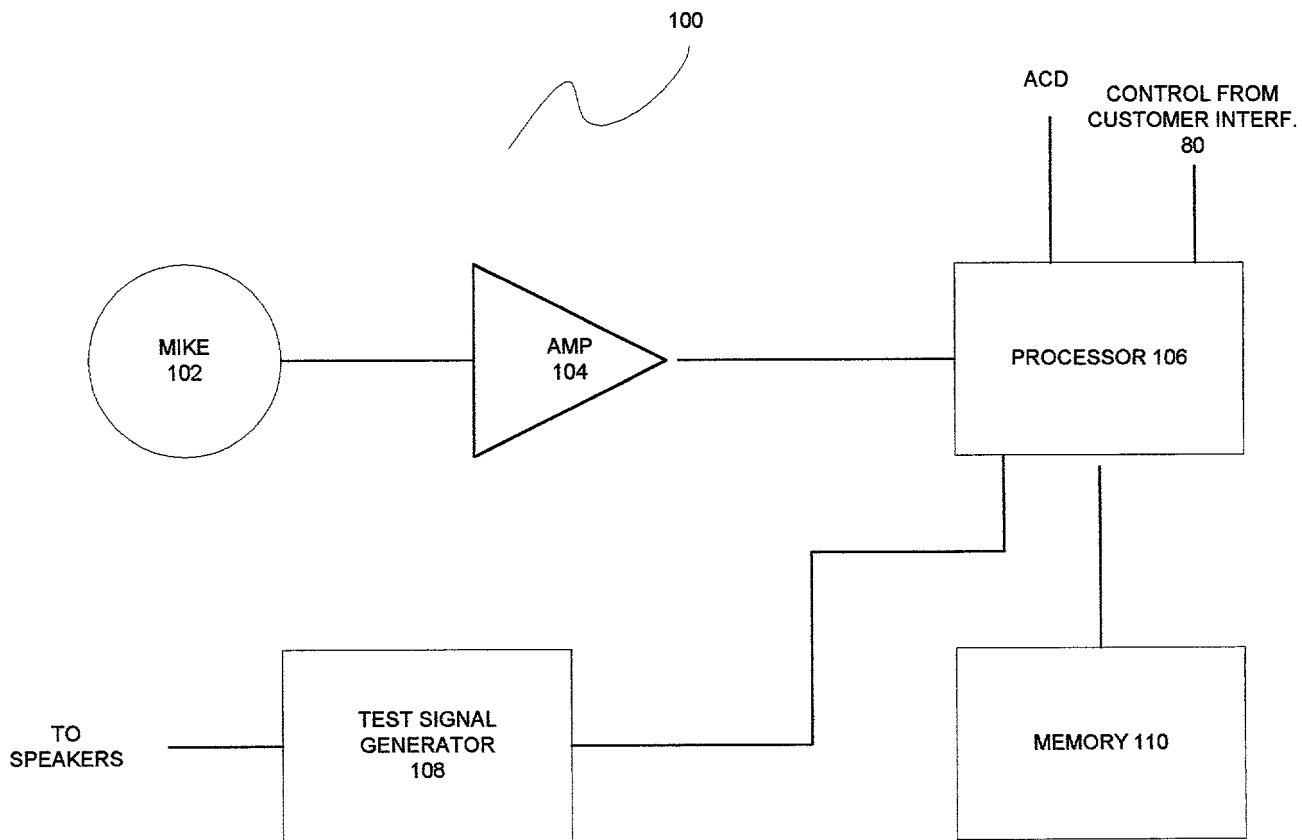 100
ACD
CONTROL FROM
CUSTOMER INTERF.
80
MIKE
102
AMP
104
PROCESSOR 106
TO
SPEAKERS
TEST SIGNAL
GENERATOR
108
MEMORY 110